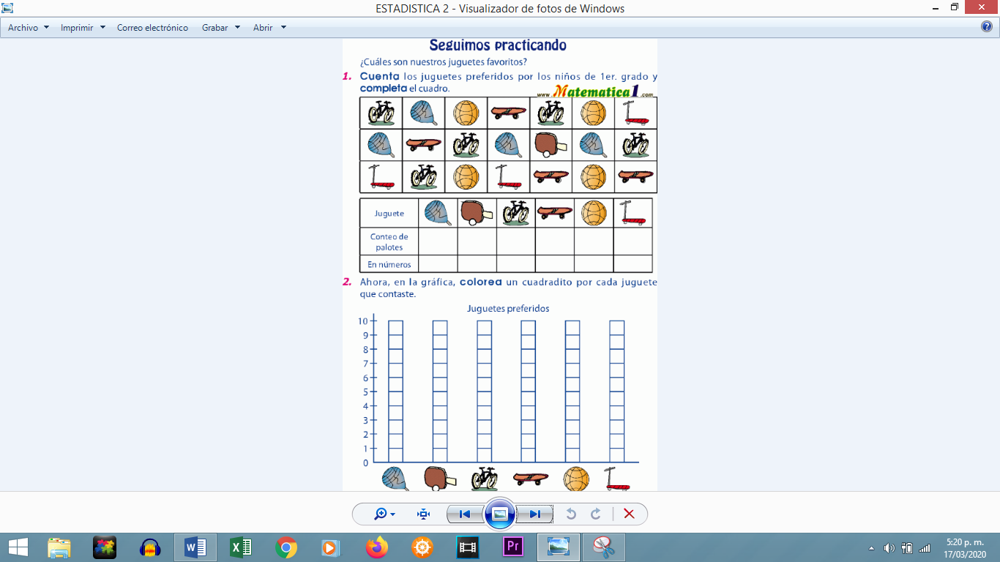 ESTADISTICA 2 - Visualizador de fotos de Windows
Archivo Imprimir Correo electrónico Grabar Abrir
Seguimos practicando
¿Cuáles son nuestros juguetes favoritos?
1. Cuenta los juguetes preferidos por los niños de 1er. grado y
completa el cuadro.
www.Matematica1.com
Juguete
Conteo de
palotes
En números
2. Ahora, en la gráfica, colorea un cuadradito por cada juguete
que contaste.
Juguetes preferidos
10
9
8
7
6
5
4
3
2
1
0
5:20 p. m.
17/03/2020